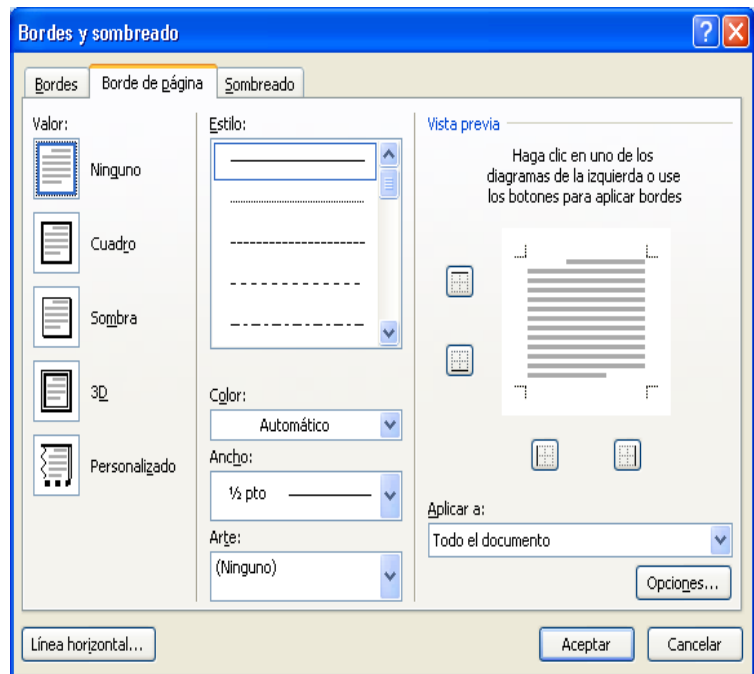 Bordes y sombreado
Bordes
Borde de página
Sombreado
Valor:
Ninguno
Cuadro
Sombra
3D
Personalizado
Estilo:
Color:
Automático
Ancho:
½ pto
Arte:
(Ninguno)
Vista previa
Haga clic en uno de los
diagramas de la izquierda o use
los botones para aplicar bordes
Aplicar a:
Todo el documento
Opciones...
Línea horizontal...
Aceptar
Cancelar